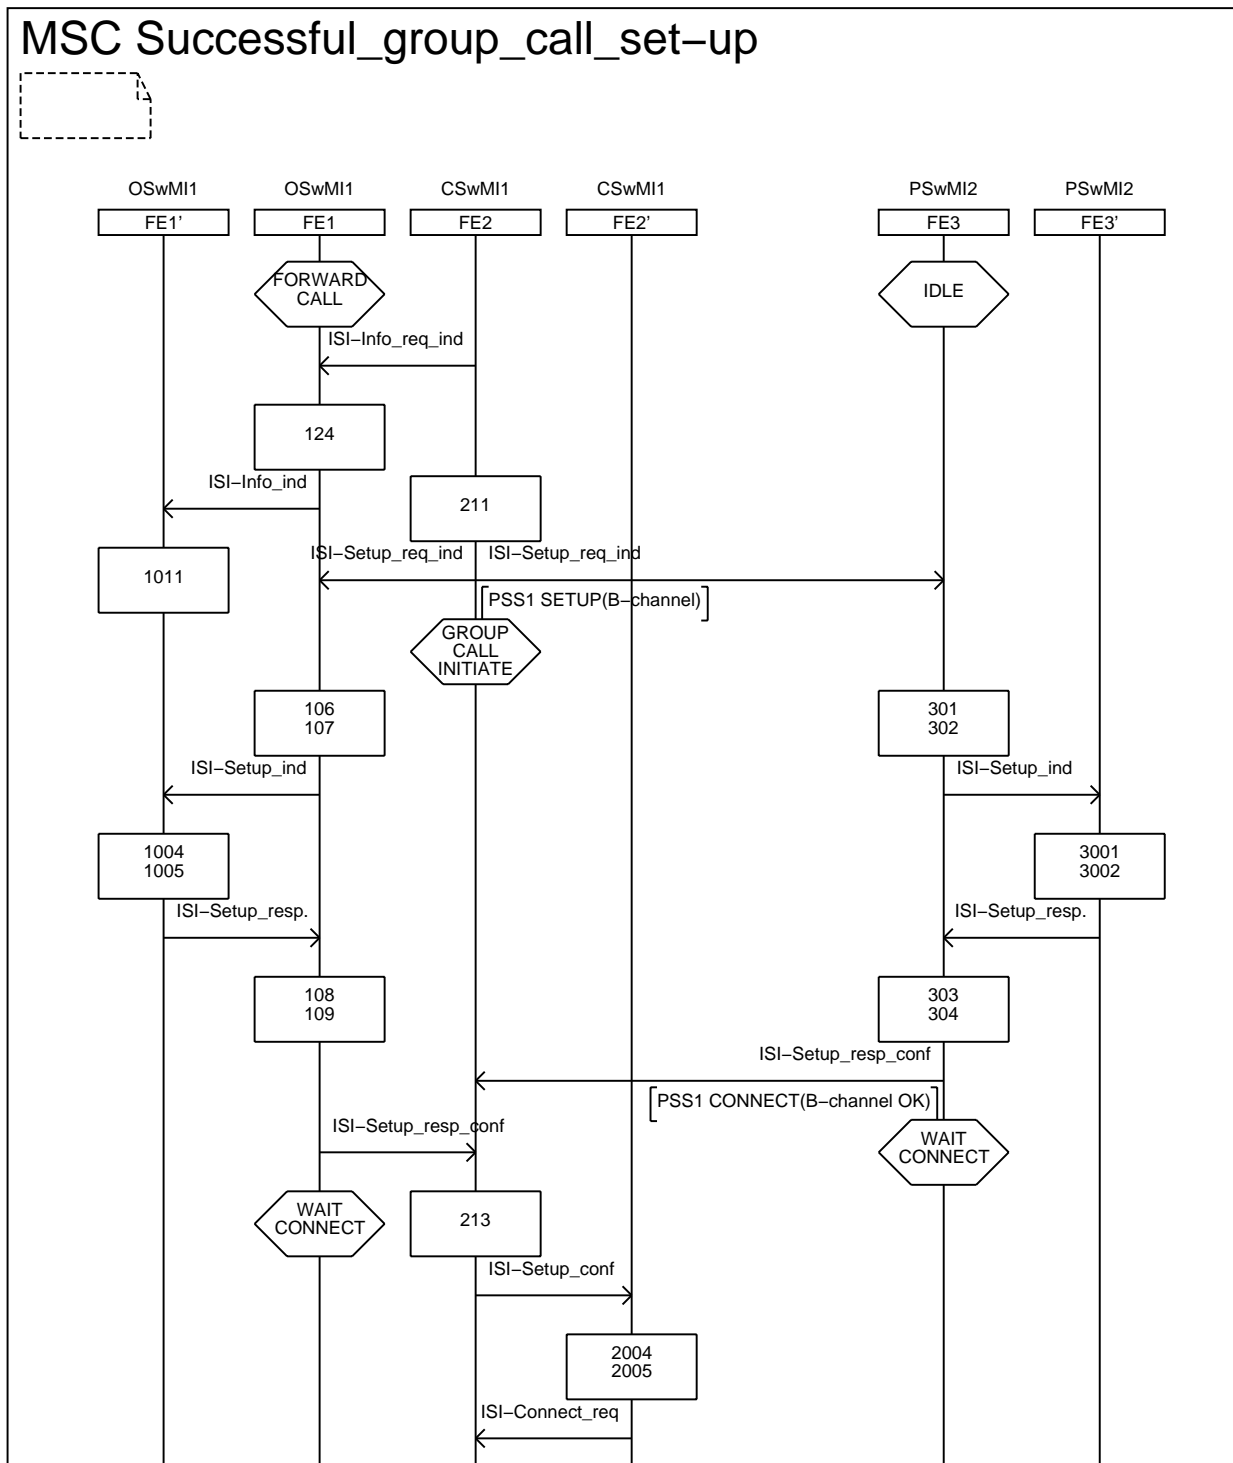 MSC Successful_group_call_set−up
OSwMI1 OSwMI1 CSwMI1 CSwMI1 PSwMI2 PSwMI2
FE1' FE1 FE2 FE2' FE3 FE3'
FORWARD
CALL
IDLE
ISI−Info_req_ind
124
ISI−Info_ind
211
ISI−Setup_req_ind ISI−Setup_req_ind
1011
PSS1 SETUP(B−channel)
GROUP
CALL
INITIATE
106
107
301
302
ISI−Setup_ind ISI−Setup_ind
1004
1005
3001
3002
ISI−Setup_resp. ISI−Setup_resp.
108
109
303
304
ISI−Setup_resp_conf
PSS1 CONNECT(B−channel OK)
ISI−Setup_resp_conf
WAIT
CONNECT
WAIT
CONNECT
213
ISI−Setup_conf
2004
2005
ISI−Connect_req